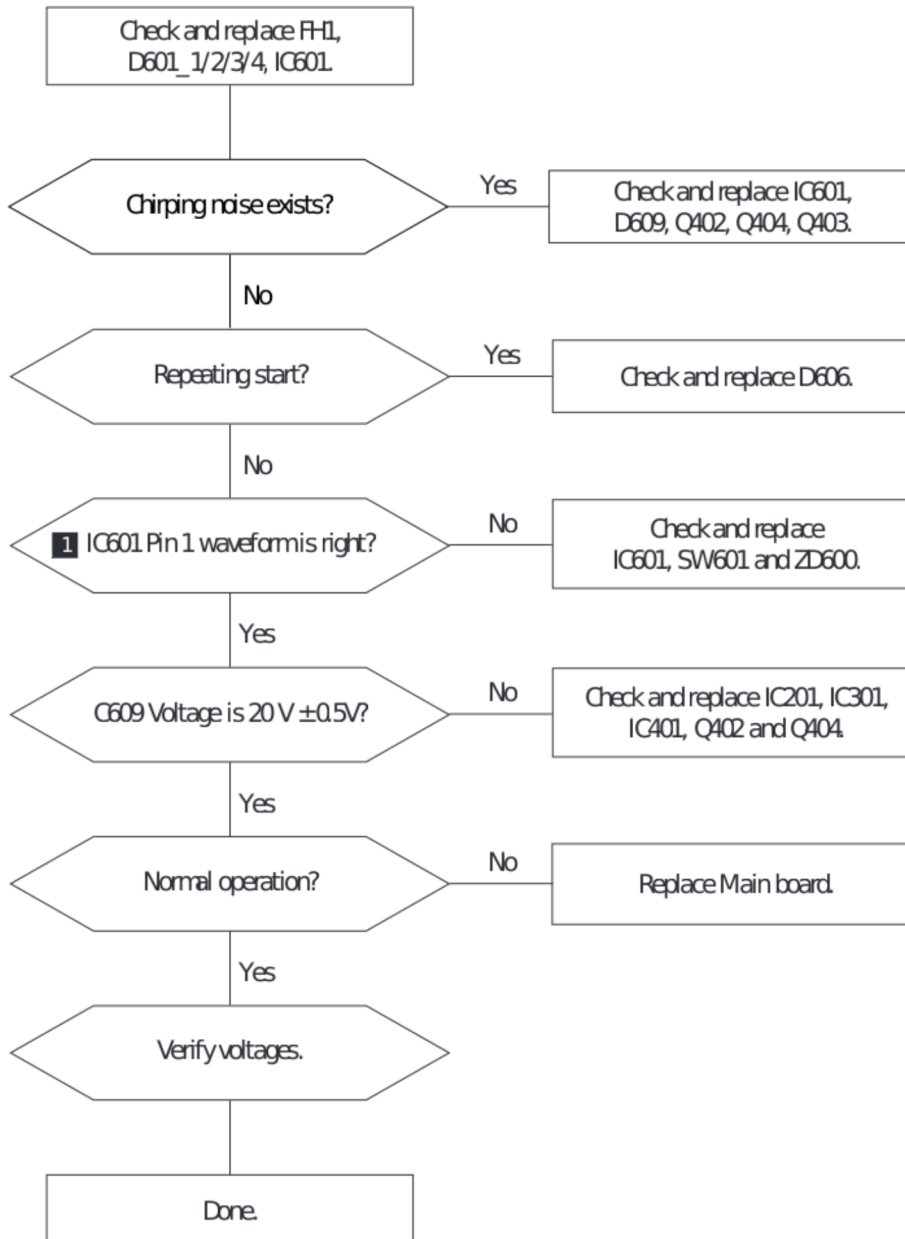 Check and replace FH1,
D601_1/2/3/4, IC601.
Chirping noise exists?
Yes
Check and replace IC601,
D609, Q402, Q404, Q403.
No
Repeating start?
Yes
Check and replace D606.
No
1 IC601 Pin 1 waveform is right?
No
Check and replace
IC601, SW601 and ZD600.
Yes
C609 Voltage is 20 V ±0.5V?
No
Check and replace IC201, IC301,
IC401, Q402 and Q404.
Yes
Normal operation?
No
Replace Main board.
Yes
Verify voltages.
Done.